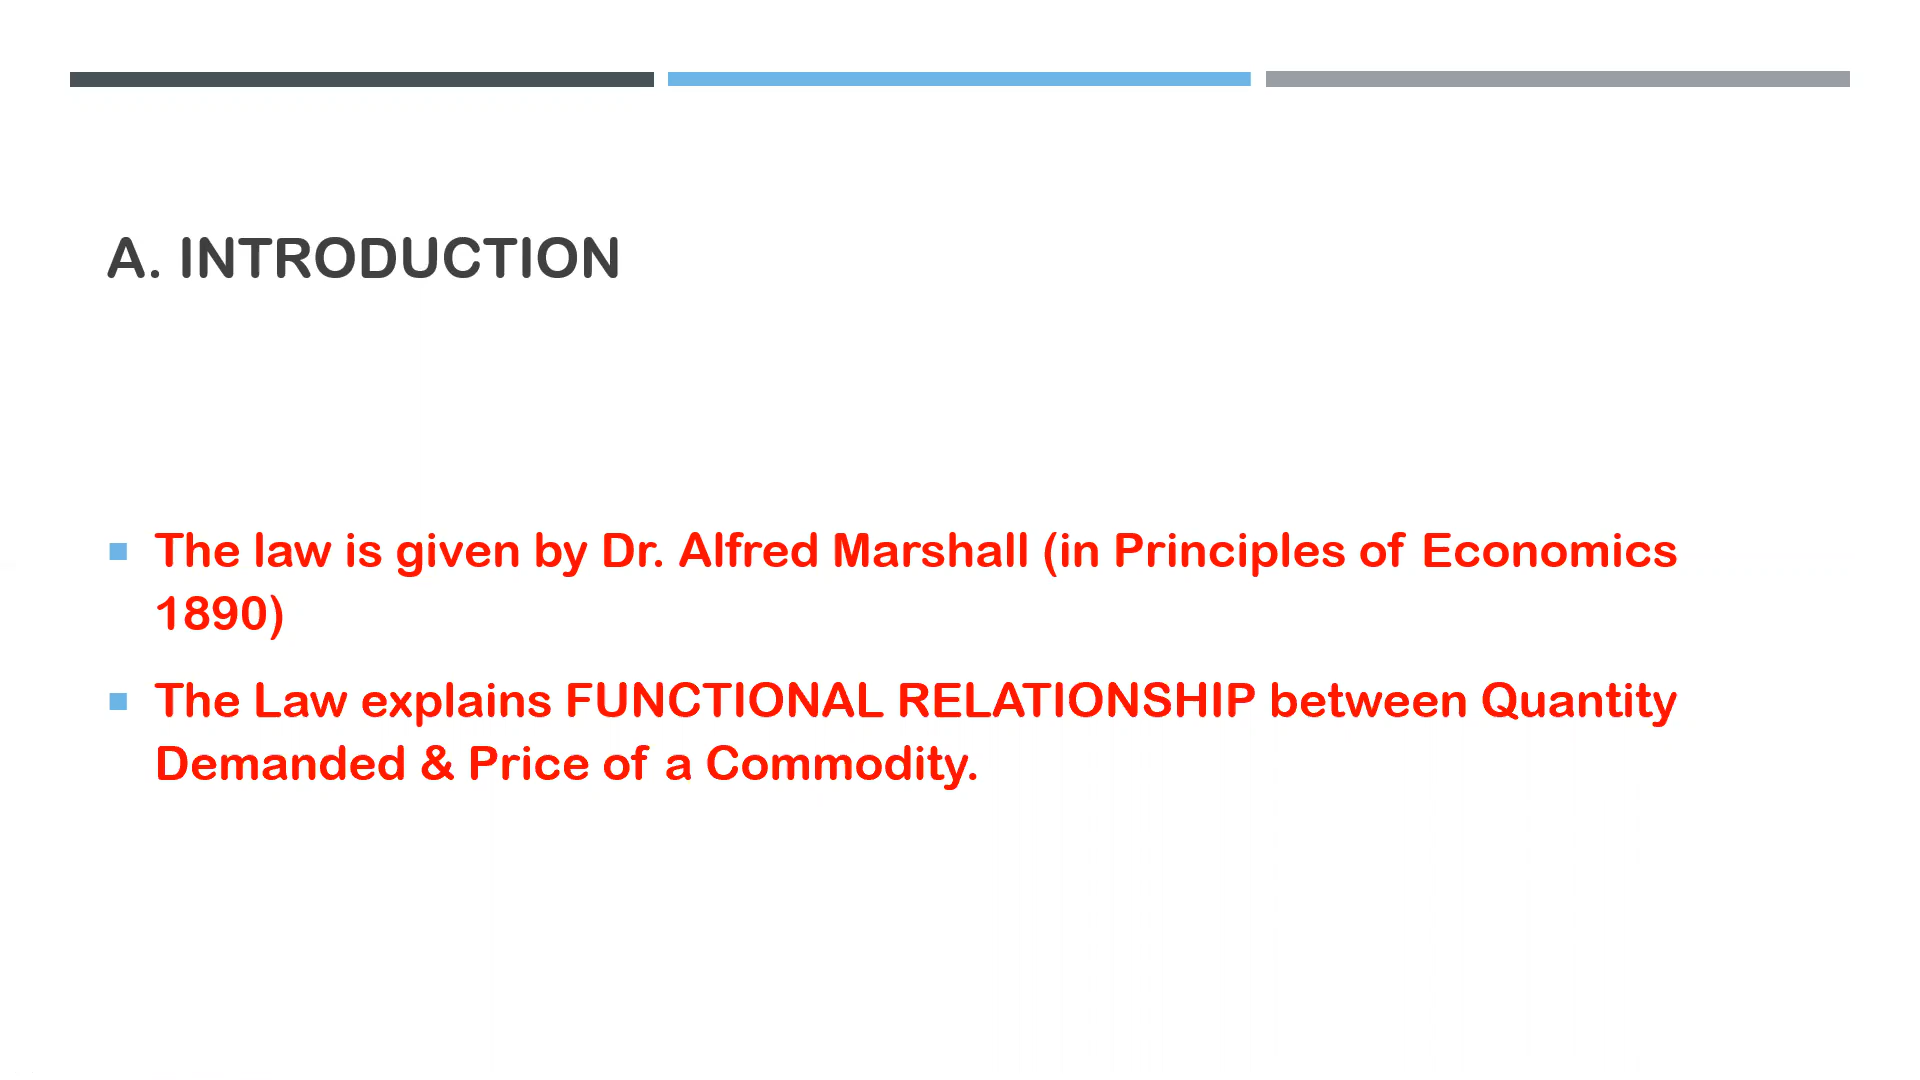 A. INTRODUCTION
The law is given by Dr. Alfred Marshall (in Principles of Economics
1890)
The Law explains FUNCTIONAL RELATIONSHIP between Quantity
Demanded & Price of a Commodity.